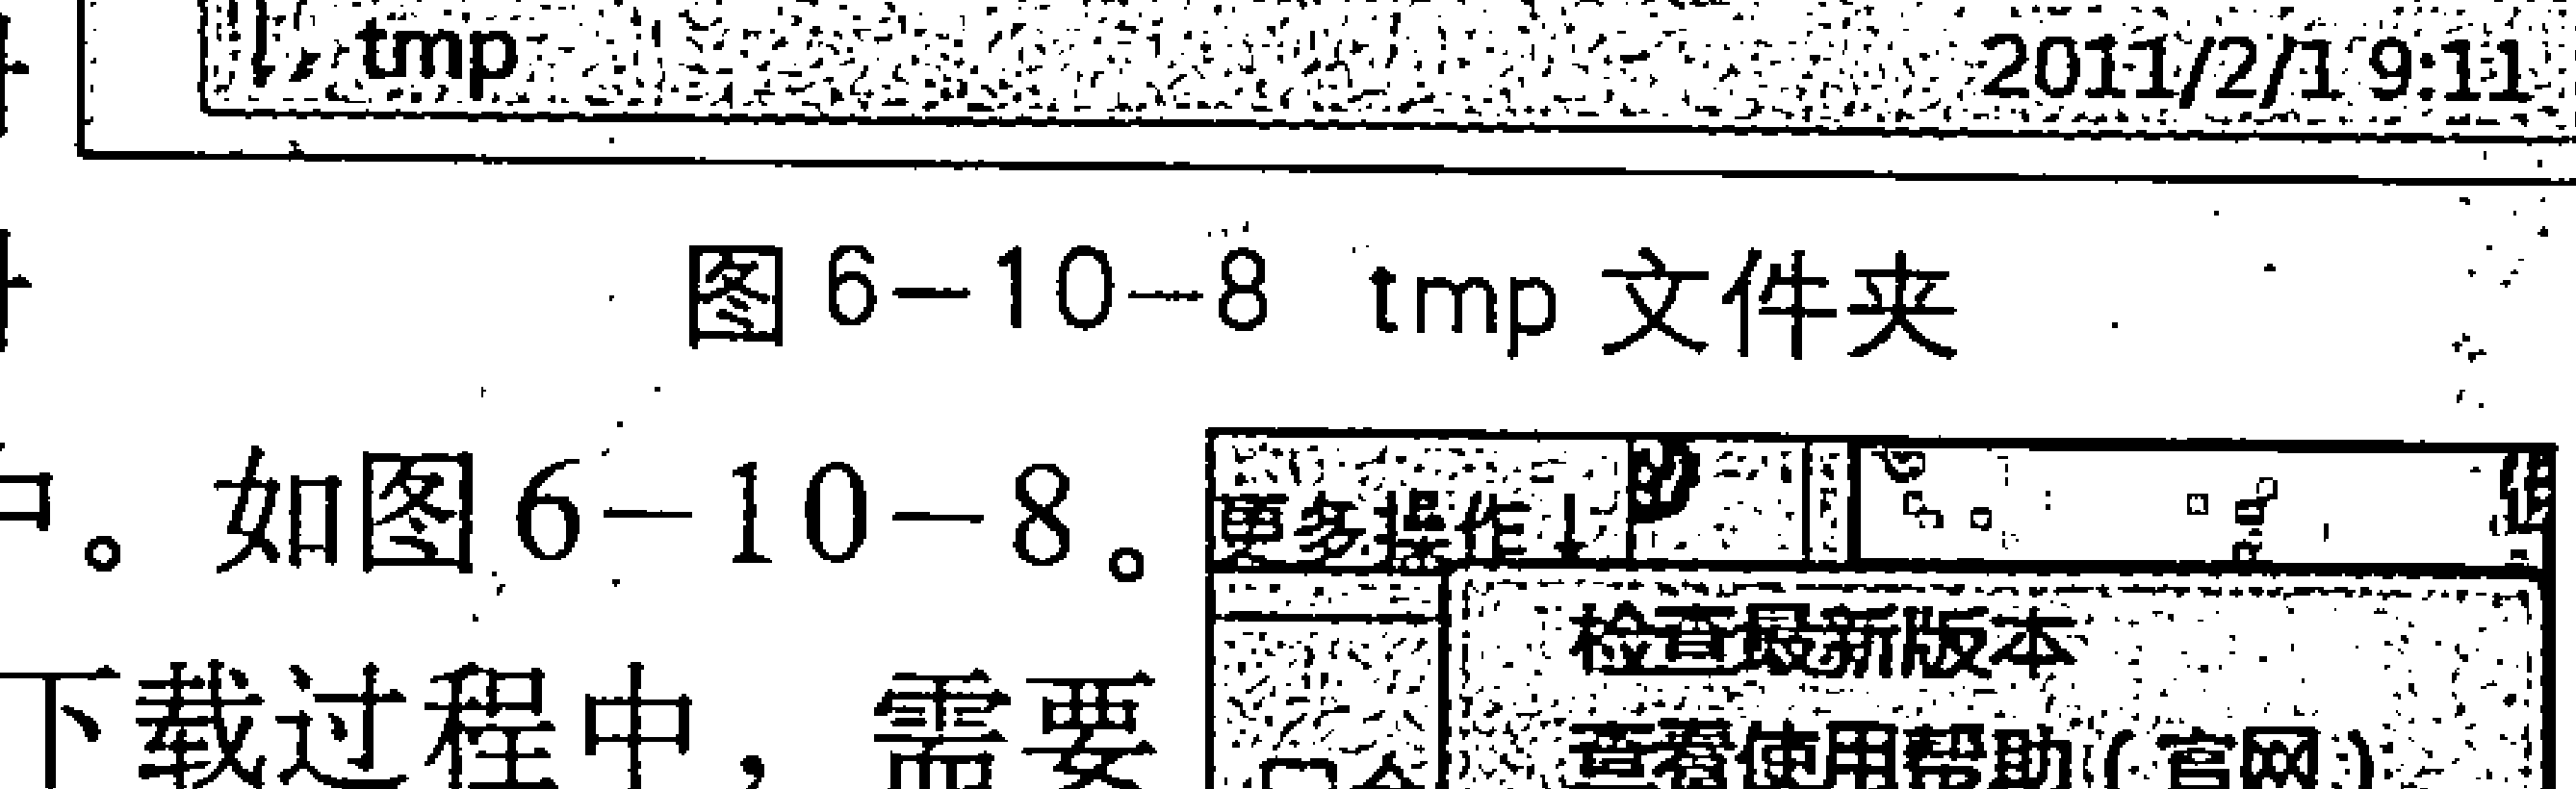 tmp 2011/2/1 9:11
图 6－10－8 tmp 文件夹
中。如图 6－10－8。
更多操作↓
检查最新版本
下载过程中，需要
查看使用帮助（官网）